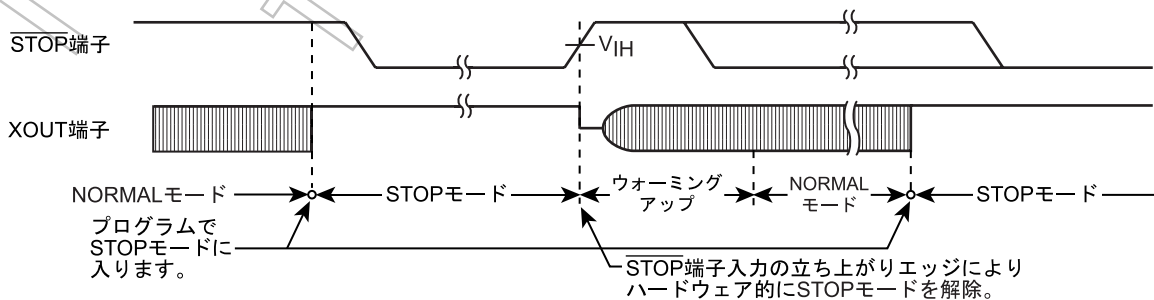 STOP端子
VIH
XOUT端子
NORMALモード
STOPモード
ウォーミング
アップ
NORMAL
モード
STOPモード
プログラムで
STOPモードに
入ります。
STOP端子入力の立ち上がりエッジにより
ハードウェア的にSTOPモードを解除。